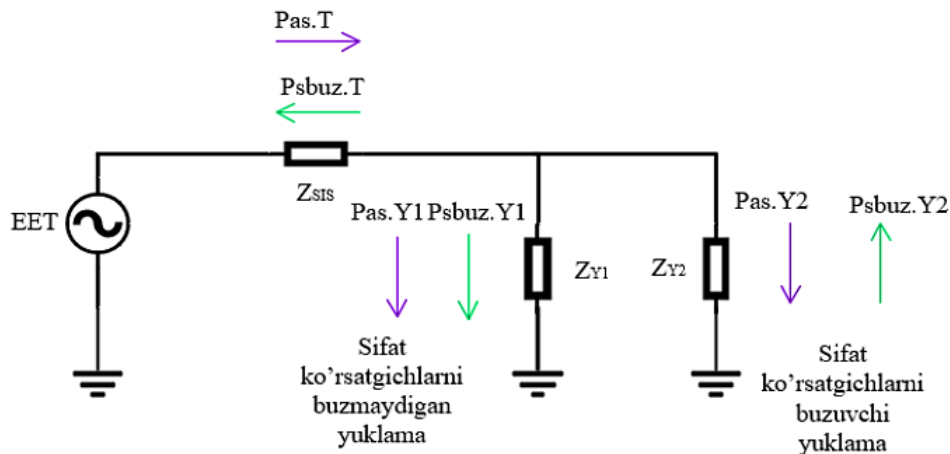 Pas.T
Psbuz.T
EET
ZSIS
Pas.Y1 Psbuz.Y1
ZY1
ZY2
Pas.Y2
Psbuz.Y2
Sifat
ko’rsatgichlarni
buzmaydigan
yuklama
Sifat
ko’rsatgichlarni
buzuvchi
yuklama